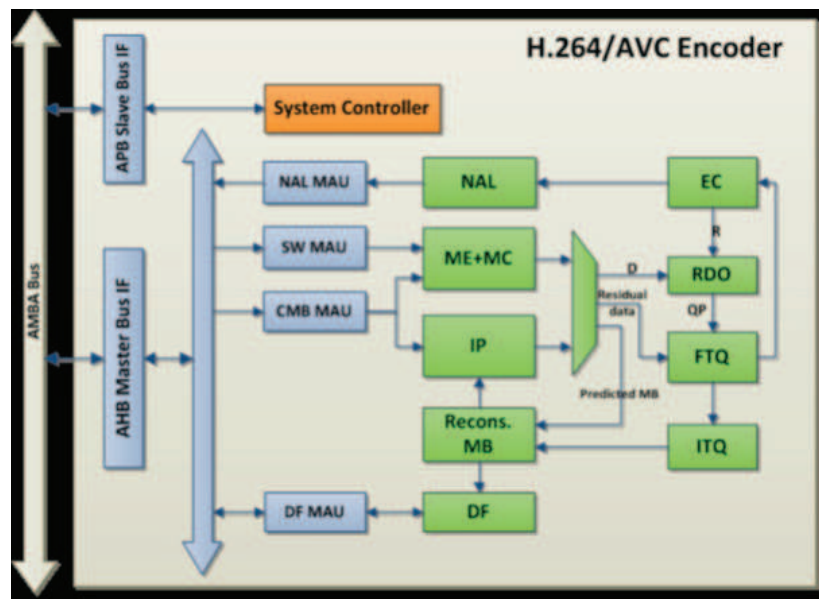 H.264/AVC Encoder
AMBA Bus
APB Slave Bus IF
System Controller
NAL MAU
NAL
EC
R
SW MAU
ME+MC
D
RDO
Residual
data
QP
CMB MAU
IP
FTQ
AHB Master Bus IF
Predicted MB
Recons.
MB
ITQ
DF MAU
DF